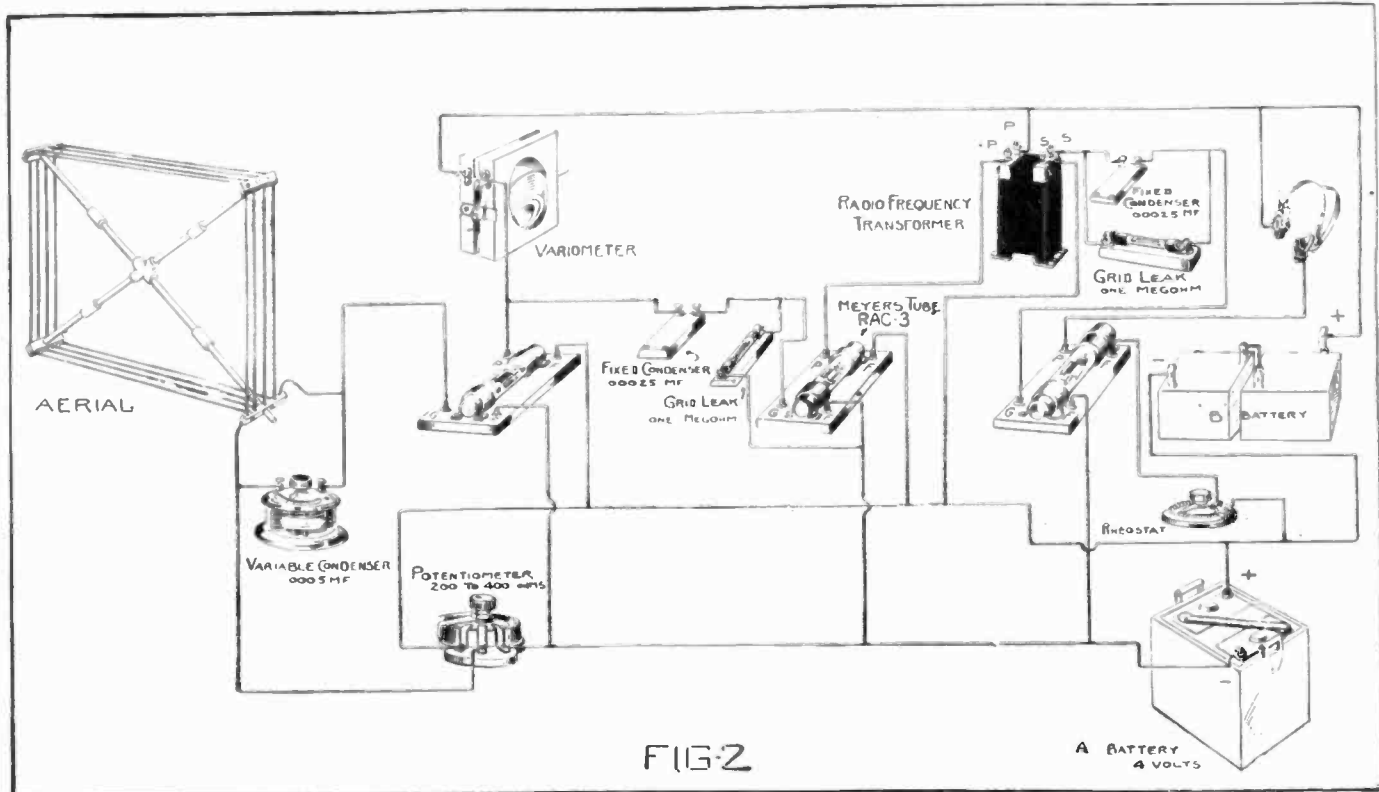 P
P
S
S
RADIO FREQUENCY
TRANSFORMER
FIXED
CONDENSER
.00025 MF
GRID LEAK
ONE MEGOHM
VARIOMETER
MEYERS TUBE
RAC-3
FIXED CONDENSER
.00025 MF
GRID LEAK
ONE MEGOHM
AERIAL
P
F
G
G
+
-
B BATTERY
RHEOSTAT
VARIABLE CONDENSER
.0005 MF
POTENTIOMETER
200 TO 400 OHMS
+
-
A BATTERY
4 VOLTS
FIG-2